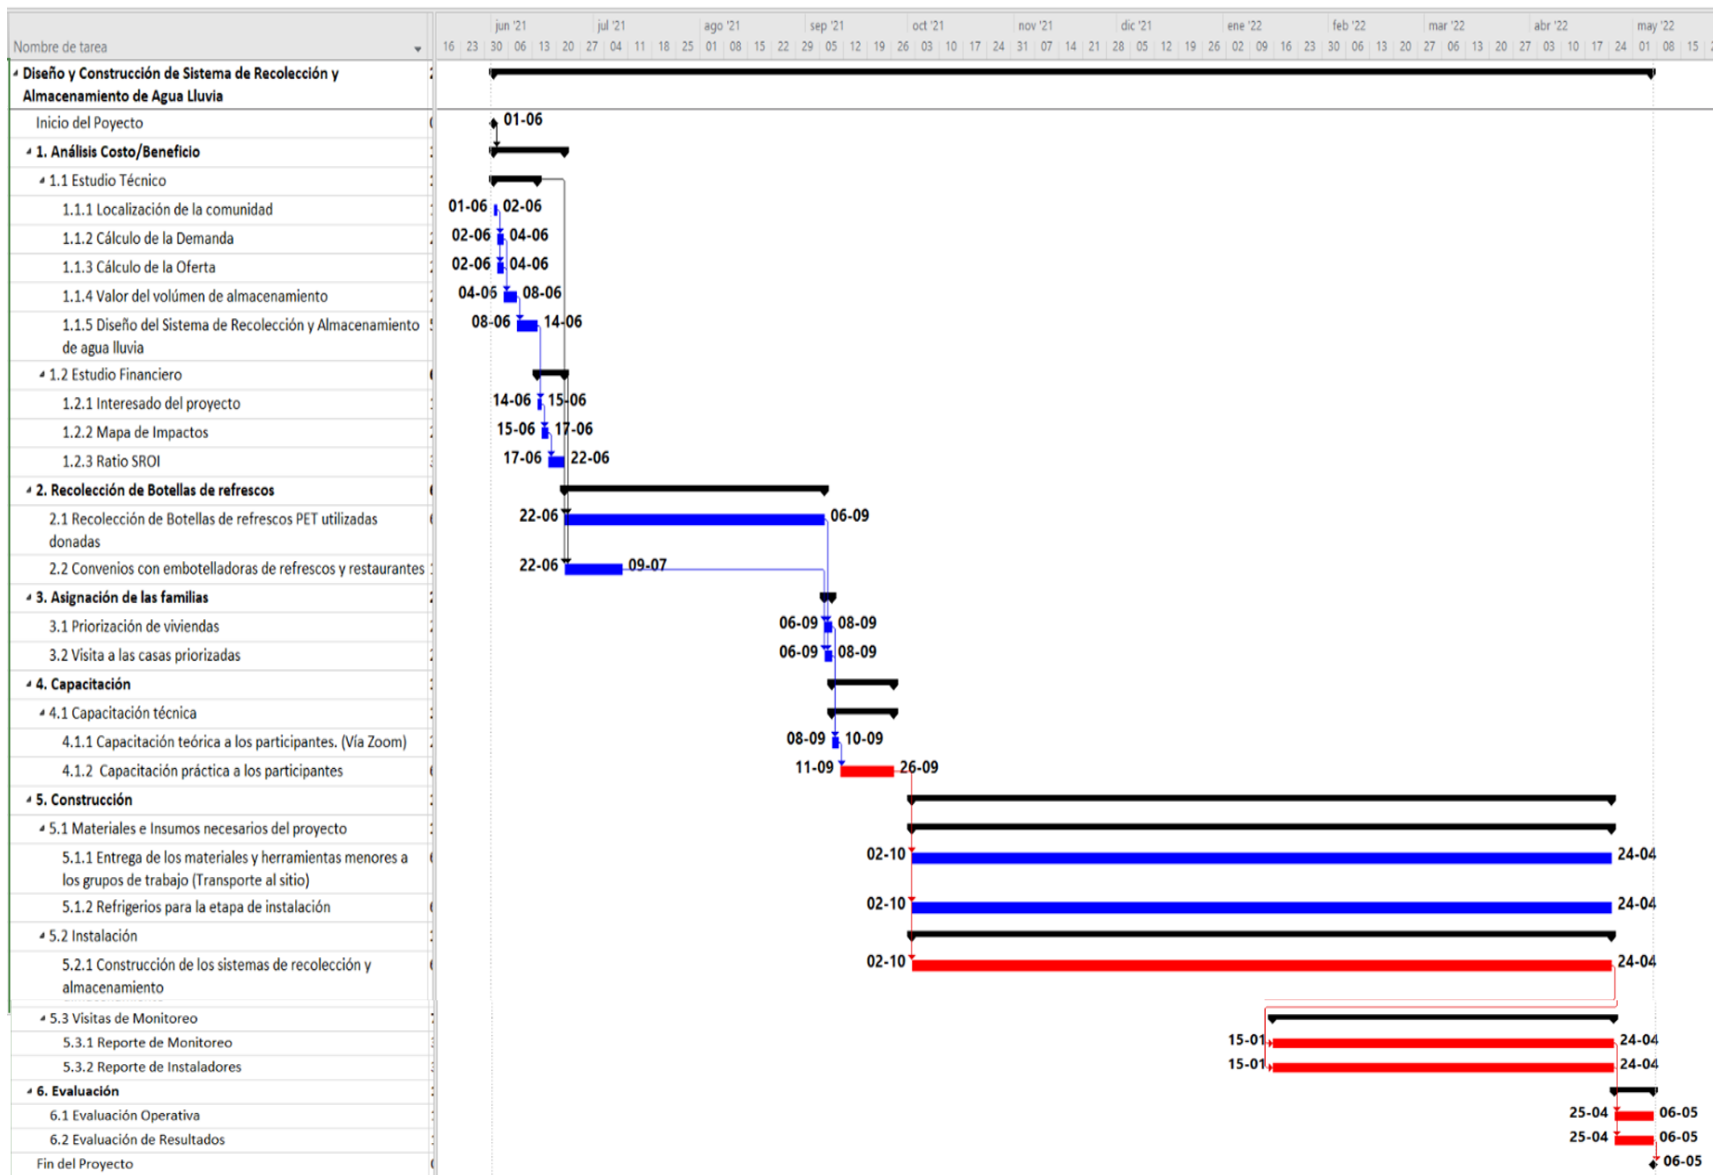 jun '21 jul '21 ago '21 sep '21 oct '21 nov '21 dic '21 ene '22 feb '22 mar '22 abr '22 may '22
Nombre de tarea 16 23 30 06 13 20 27 04 11 18 25 01 08 15 22 29 05 12 19 26 03 10 17 24 31 07 14 21 28 05 12 19 26 02 09 16 23 30 06 13 20 27 06 13 20 27 03 10 17 24 01 08 15
Diseño y Construcción de Sistema de Recolección y
Almacenamiento de Agua Lluvia
Inicio del Poyecto 01-06
1. Análisis Costo/Beneficio
1.1 Estudio Técnico
1.1.1 Localización de la comunidad 01-06 02-06
1.1.2 Cálculo de la Demanda 02-06 04-06
1.1.3 Cálculo de la Oferta 02-06 04-06
1.1.4 Valor del volúmen de almacenamiento 04-06 08-06
1.1.5 Diseño del Sistema de Recolección y Almacenamiento 08-06 14-06
de agua lluvia
1.2 Estudio Financiero
1.2.1 Interesado del proyecto 14-06 15-06
1.2.2 Mapa de Impactos 15-06 17-06
1.2.3 Ratio SROI 17-06 22-06
2. Recolección de Botellas de refrescos
2.1 Recolección de Botellas de refrescos PET utilizadas 22-06 06-09
donadas
2.2 Convenios con embotelladoras de refrescos y restaurantes 22-06 09-07
3. Asignación de las familias
3.1 Priorización de viviendas 06-09 08-09
3.2 Visita a las casas priorizadas 06-09 08-09
4. Capacitación
4.1 Capacitación técnica
4.1.1 Capacitación teórica a los participantes. (Vía Zoom) 08-09 10-09
4.1.2 Capacitación práctica a los participantes 11-09 26-09
5. Construcción
5.1 Materiales e Insumos necesarios del proyecto
5.1.1 Entrega de los materiales y herramientas menores a 02-10 24-04
los grupos de trabajo (Transporte al sitio)
5.1.2 Refrigerios para la etapa de instalación 02-10 24-04
5.2 Instalación
5.2.1 Construcción de los sistemas de recolección y 02-10 24-04
almacenamiento
5.3 Visitas de Monitoreo
5.3.1 Reporte de Monitoreo 15-01 24-04
5.3.2 Reporte de Instaladores 15-01 24-04
6. Evaluación
6.1 Evaluación Operativa 25-04 06-05
6.2 Evaluación de Resultados 25-04 06-05
Fin del Proyecto 06-05